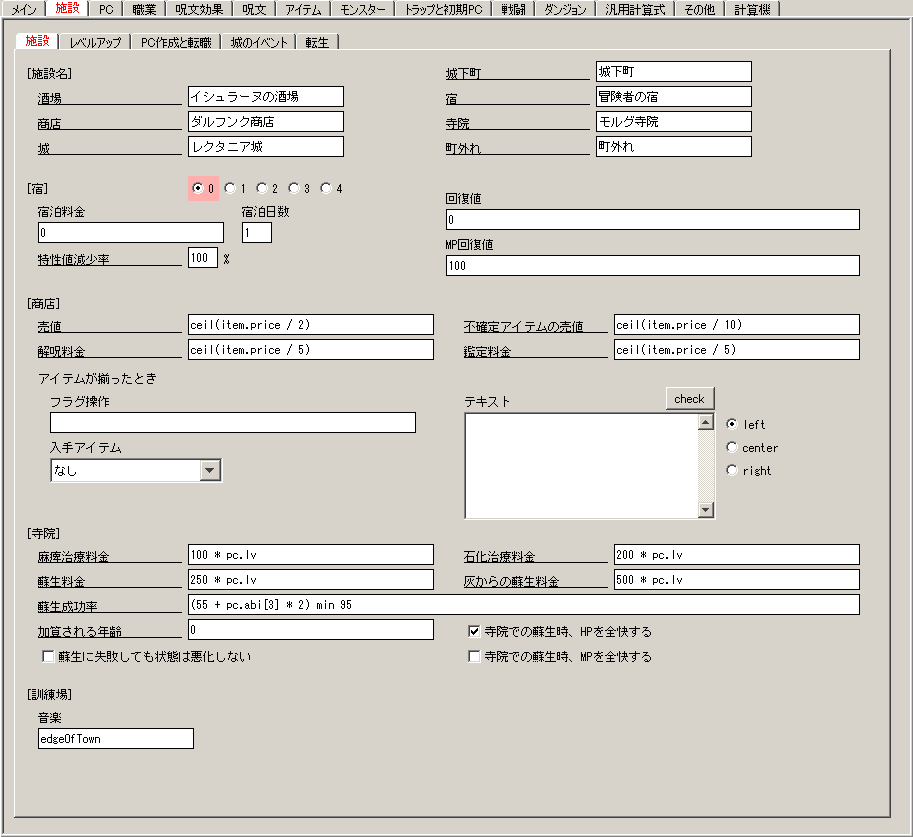 メイン 施設 PC 職業 呪文効果 呪文 アイテム モンスター トラップと初期PC 戦闘 ダンジョン 汎用計算式 その他 計算機
施設 レベルアップ PC作成と転職 城のイベント 転生
[施設名]
城下町 城下町
酒場 イシュラーヌの酒場 宿 冒険者の宿
商店 ダルフンク商店 寺院 モルグ寺院
城 レクタニア城 町外れ 町外れ
[宿] 0 1 2 3 4
宿泊料金 宿泊日数 回復値
0 1 0
特性値減少率 100 % MP回復値
100
[商店]
売値 ceil(item.price / 2) 不確定アイテムの売値 ceil(item.price / 10)
解呪料金 ceil(item.price / 5) 鑑定料金 ceil(item.price / 5)
アイテムが揃ったとき
フラグ操作 テキスト check
left
入手アイテム center
なし right
[寺院]
麻痺治療料金 100 * pc.lv 石化治療料金 200 * pc.lv
蘇生料金 250 * pc.lv 灰からの蘇生料金 500 * pc.lv
蘇生成功率 (55 + pc.abi[3] * 2) min 95
加算される年齢 0 寺院での蘇生時、HPを全快する
蘇生に失敗しても状態は悪化しない 寺院での蘇生時、MPを全快する
[訓練場]
音楽
edgeOfTown